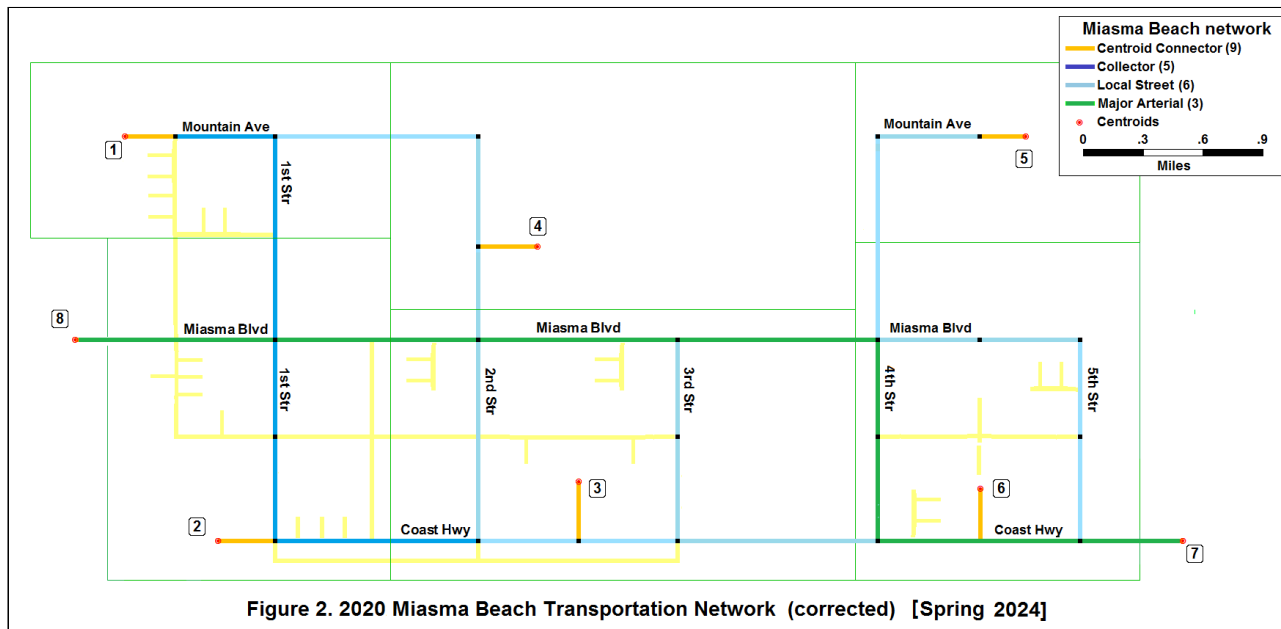 Miasma Beach network
Centroid Connector (9)
Collector (5)
Local Street (6)
Major Arterial (3)
Centroids
0 .3 .6 .9
Miles
Mountain Ave
Mountain Ave
1
5
1st Str
4
8
Miasma Blvd
Miasma Blvd
Miasma Blvd
1st Str
2nd Str
3rd Str
4th Str
5th Str
3
6
2
Coast Hwy
Coast Hwy
7
Figure 2. 2020 Miasma Beach Transportation Network (corrected) [Spring 2024]